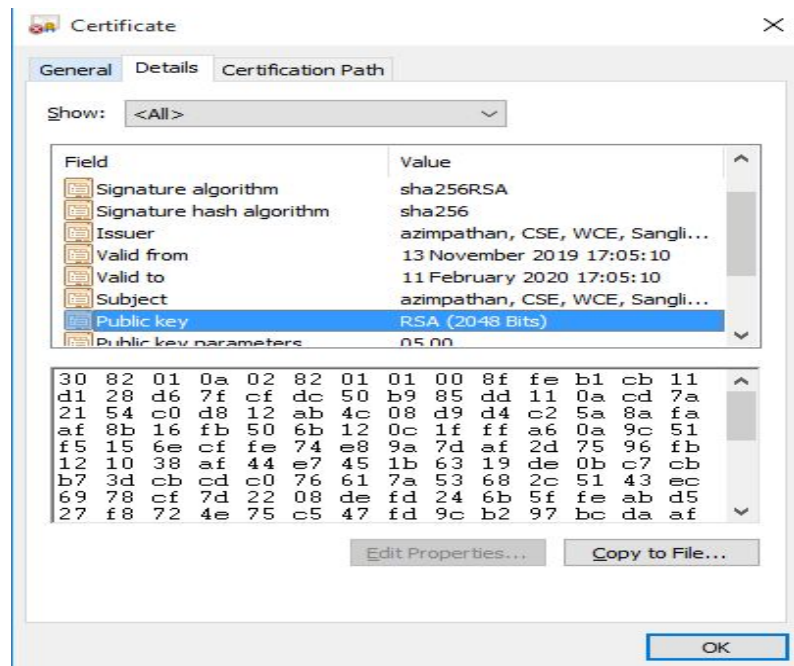 Certificate
General Details Certification Path
Show: <All>
Field Value
Signature algorithm sha256RSA
Signature hash algorithm sha256
Issuer azimpathan, CSE, WCE, Sangli...
Valid from 13 November 2019 17:05:10
Valid to 11 February 2020 17:05:10
Subject azimpathan, CSE, WCE, Sangli...
Public key RSA (2048 Bits)
Public key parameters 05 00
30 82 01 0a 02 82 01 01 00 8f fe b1 cb 11
d1 28 d6 7f cf dc 50 b9 85 dd 11 0a cd 7a
21 54 c0 d8 12 ab 4c 08 d9 d4 c2 5a 8a fa
af 8b 16 fb 50 6b 12 0c 1f ff a6 0a 9c 51
f5 15 6e cf fe 74 e8 9a 7d af 2d 75 96 fb
12 10 38 af 44 e7 45 1b 63 19 de 0b c7 cb
b7 3d cb cd c0 76 61 7a 53 68 2c 51 43 ec
69 78 cf 7d 22 08 de fd 24 6b 5f fe ab d5
27 f8 72 4e 75 c5 47 fd 9c b2 97 bc da af
Edit Properties... Copy to File...
OK